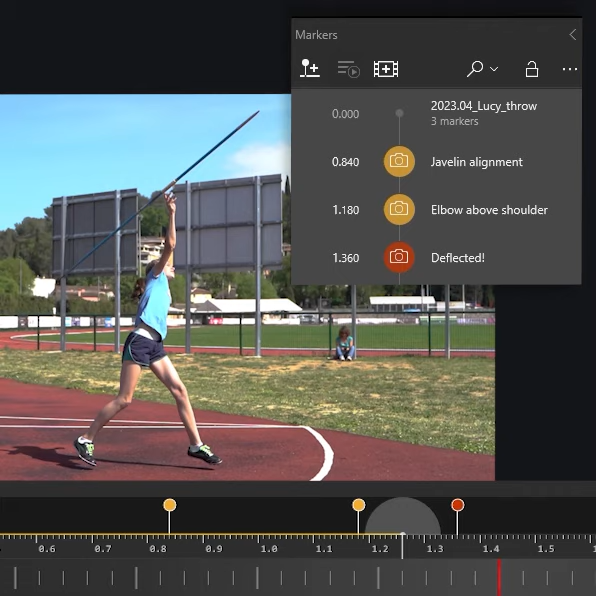 Markers
0.000
2023.04_Lucy_throw
3 markers
0.840
Javelin alignment
1.180
Elbow above shoulder
1.360
Deflected!
0.6 0.7 0.8 0.9 1.0 1.1 1.2 1.3 1.4 1.5